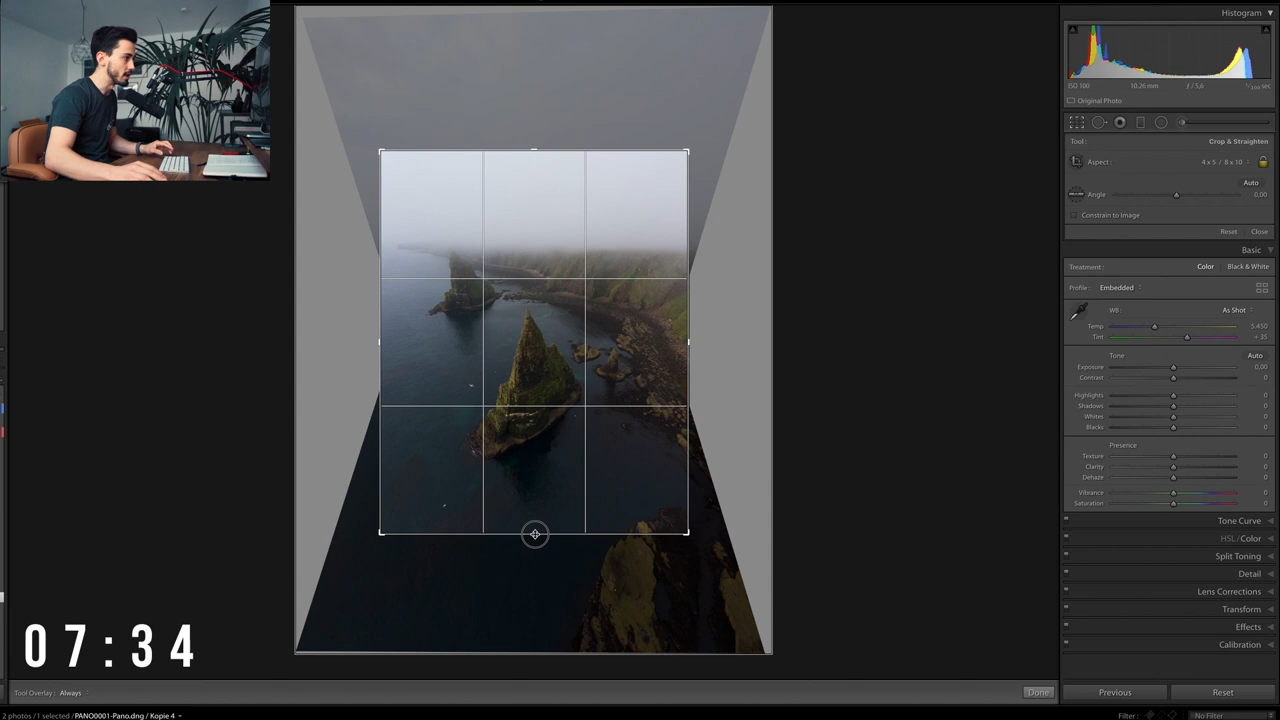 Histogram
ISO 100 10.26 mm ƒ / 5,6
Original Photo
Tool : Crop & Straighten
Aspect : 4 x 5 / 8 x 10
Auto
Angle 0.00
Constrain to Image
Reset Close
Basic
Treatment : Color Black & White
Profile : Embedded
WB : As Shot
Temp 5.450
Tint + 35
Tone Auto
Exposure 0,00
Contrast 0
Highlights 0
Shadows 0
Whites 0
Blacks 0
Presence
Texture 0
Clarity 0
Dehaze 0
Vibrance 0
Saturation 0
Tone Curve
HSL / Color
Split Toning
Detail
Lens Corrections
Transform
Effects
Calibration
07:34
Tool Overlay : Always Done
Previous Reset
2 photos / 1 selected / PANO0001-Pano.dng / Kopie 4
Filter : No Filter